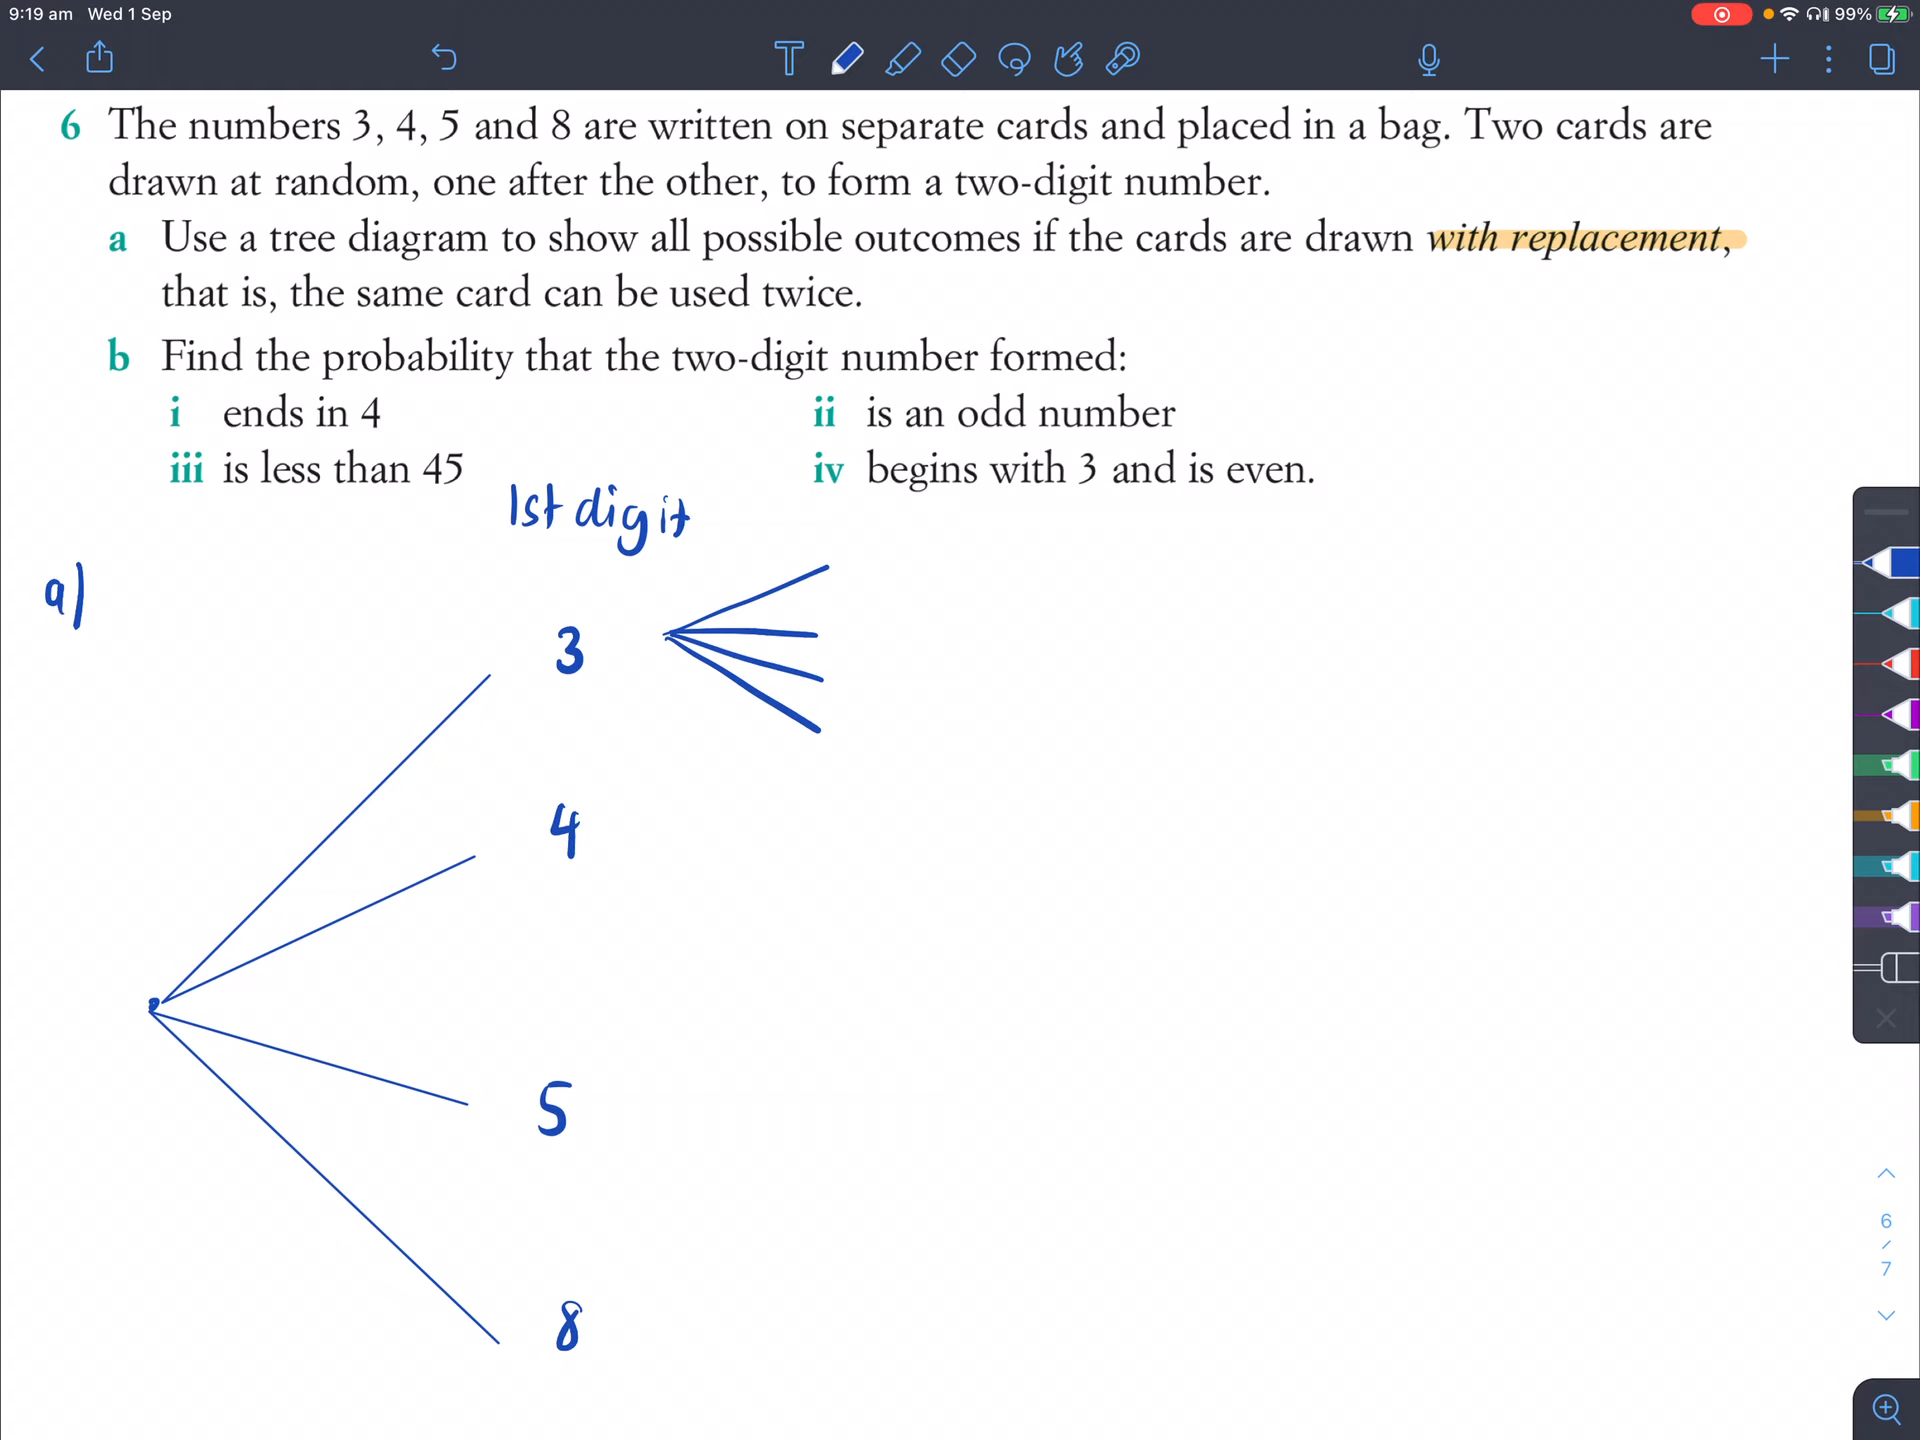 9:19 am Wed 1 Sep
99%
6 The numbers 3, 4, 5 and 8 are written on separate cards and placed in a bag. Two cards are
drawn at random, one after the other, to form a two-digit number.
a Use a tree diagram to show all possible outcomes if the cards are drawn with replacement,
that is, the same card can be used twice.
b Find the probability that the two-digit number formed:
i ends in 4
ii is an odd number
iii is less than 45
iv begins with 3 and is even.
1st digit
a)
3
4
5
8
6
/
7